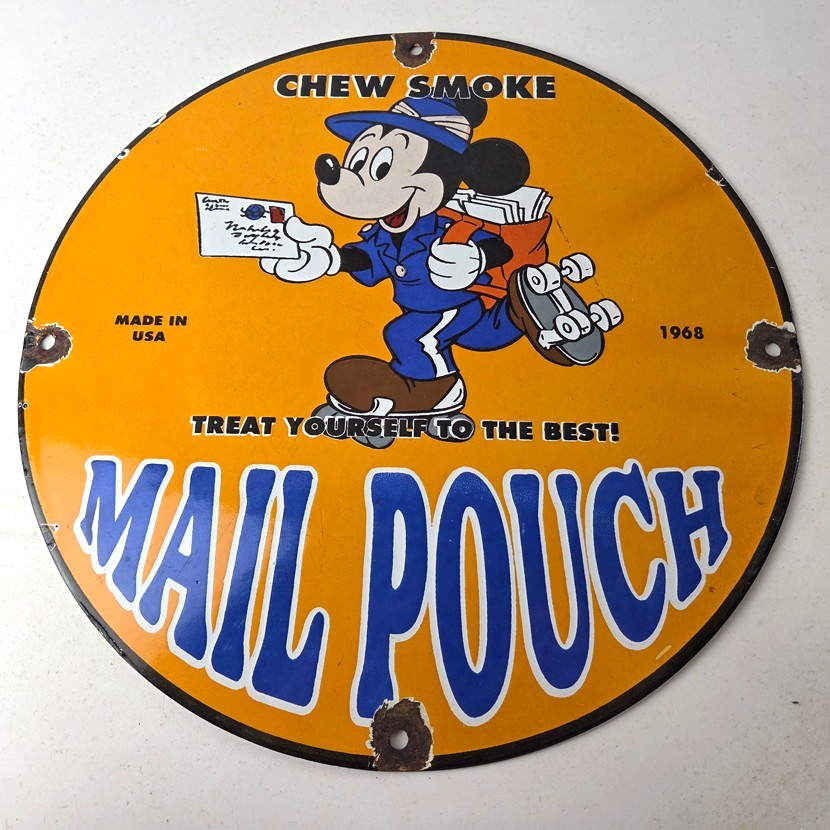 CHEW SMOKE
MADE IN
USA
1968
TREAT YOURSELF TO THE BEST!
MAIL POUCH